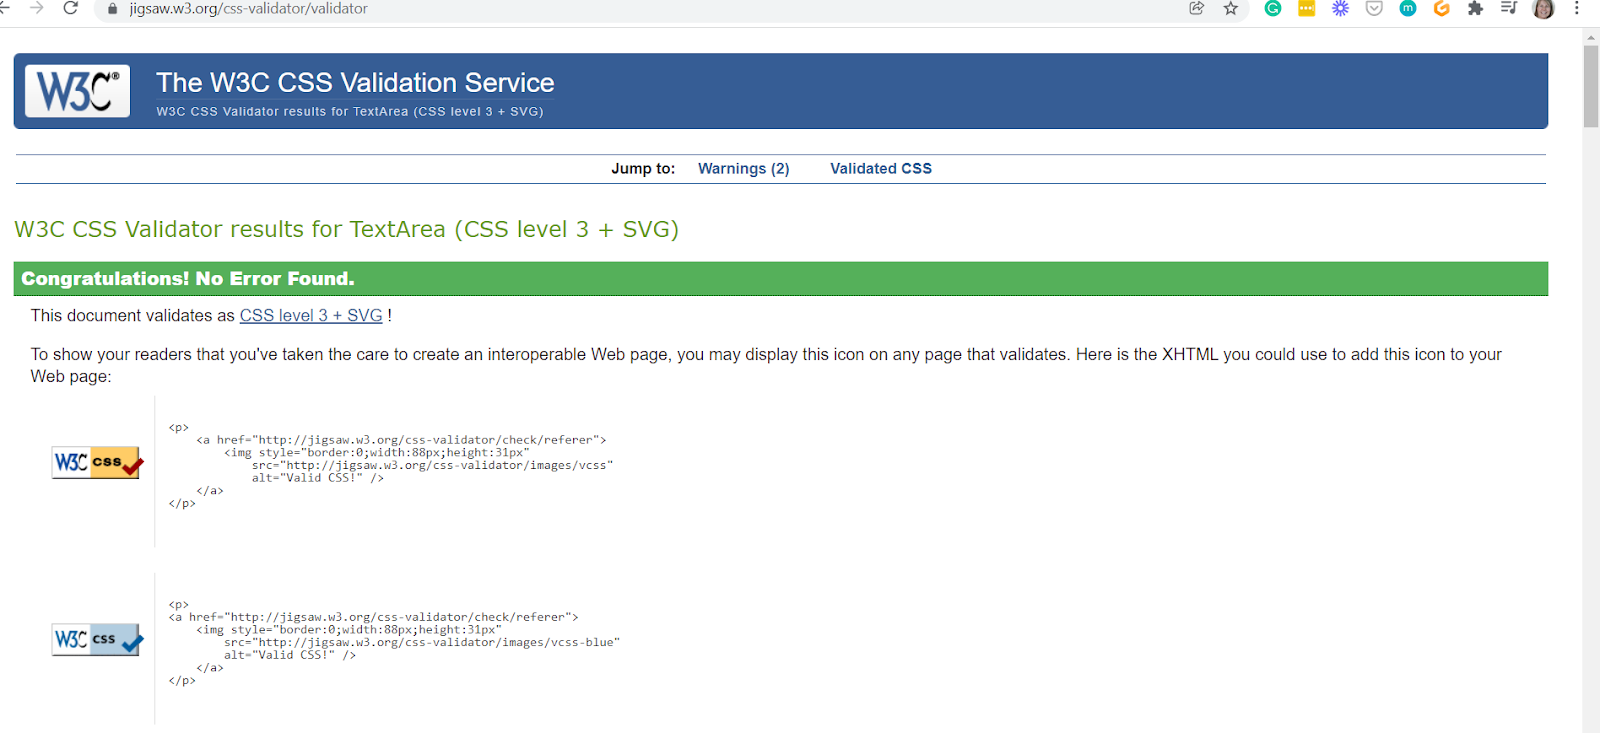 jigsaw.w3.org/css-validator/validator
W3C®
The W3C CSS Validation Service
W3C CSS Validator results for TextArea (CSS level 3 + SVG)
Jump to: Warnings (2) Validated CSS
W3C CSS Validator results for TextArea (CSS level 3 + SVG)
Congratulations! No Error Found.
This document validates as CSS level 3 + SVG !
To show your readers that you've taken the care to create an interoperable Web page, you may display this icon on any page that validates. Here is the XHTML you could use to add this icon to your
Web page:
W3C css
<p>
<a href="http://jigsaw.w3.org/css-validator/check/referer">
<img style="border:0;width:88px;height:31px"
src="http://jigsaw.w3.org/css-validator/images/vcss"
alt="Valid CSS!" />
</a>
</p>
W3C css
<p>
<a href="http://jigsaw.w3.org/css-validator/check/referer">
<img style="border:0;width:88px;height:31px"
src="http://jigsaw.w3.org/css-validator/images/vcss-blue"
alt="Valid CSS!" />
</a>
</p>